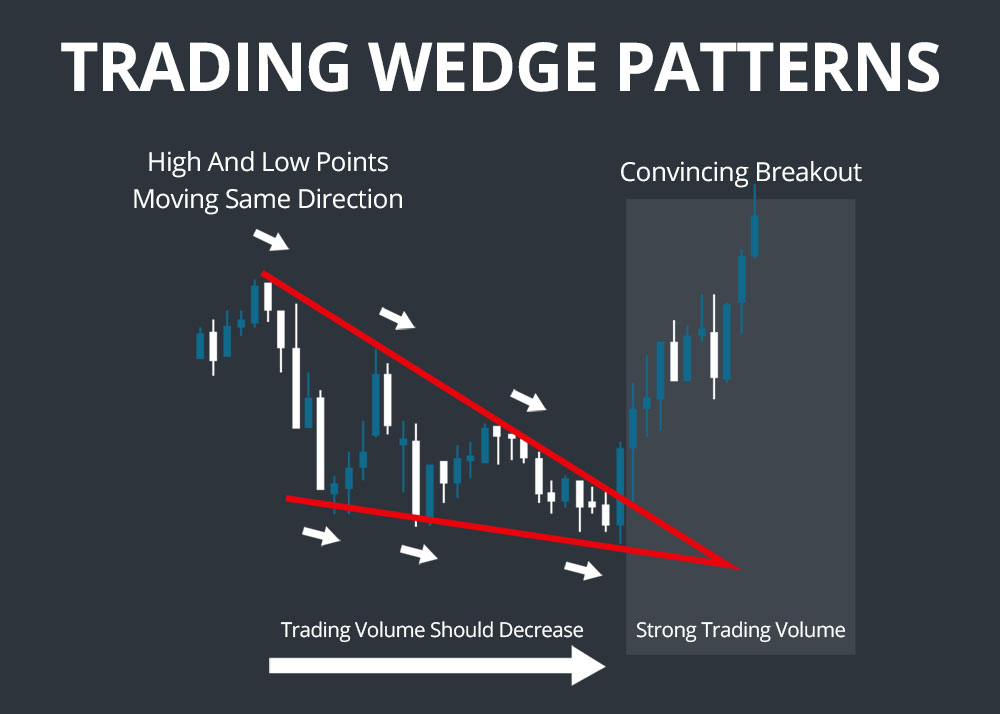 TRADING WEDGE PATTERNS
High And Low Points
Moving Same Direction
Convincing Breakout
Trading Volume Should Decrease
Strong Trading Volume